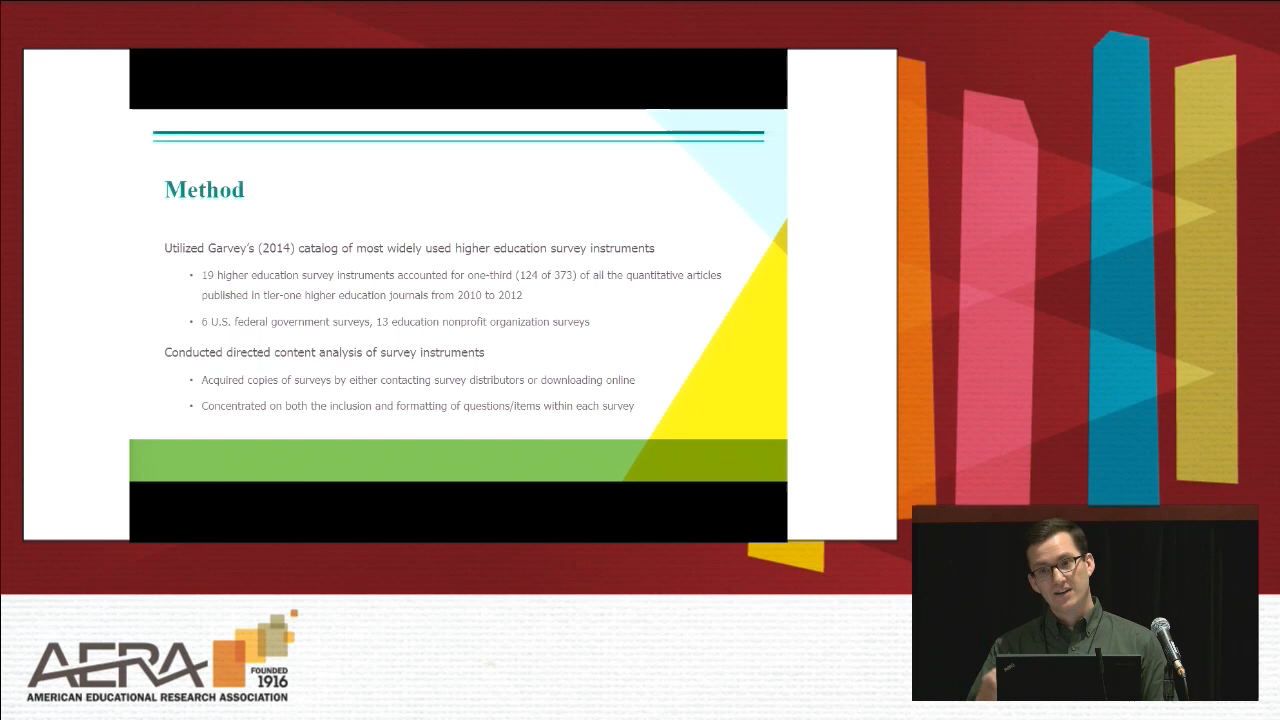 Method
Utilized Garvey's (2014) catalog of most widely used higher education survey instruments
• 19 higher education survey instruments accounted for one-third (124 of 373) of all the quantitative articles
published in tier-one higher education journals from 2010 to 2012
• 6 U.S. federal government surveys, 13 education nonprofit organization surveys
Conducted directed content analysis of survey instruments
• Acquired copies of surveys by either contacting survey distributors or downloading online
• Concentrated on both the inclusion and formatting of questions/items within each survey
AERA
FOUNDED
1916
AMERICAN EDUCATIONAL RESEARCH ASSOCIATION